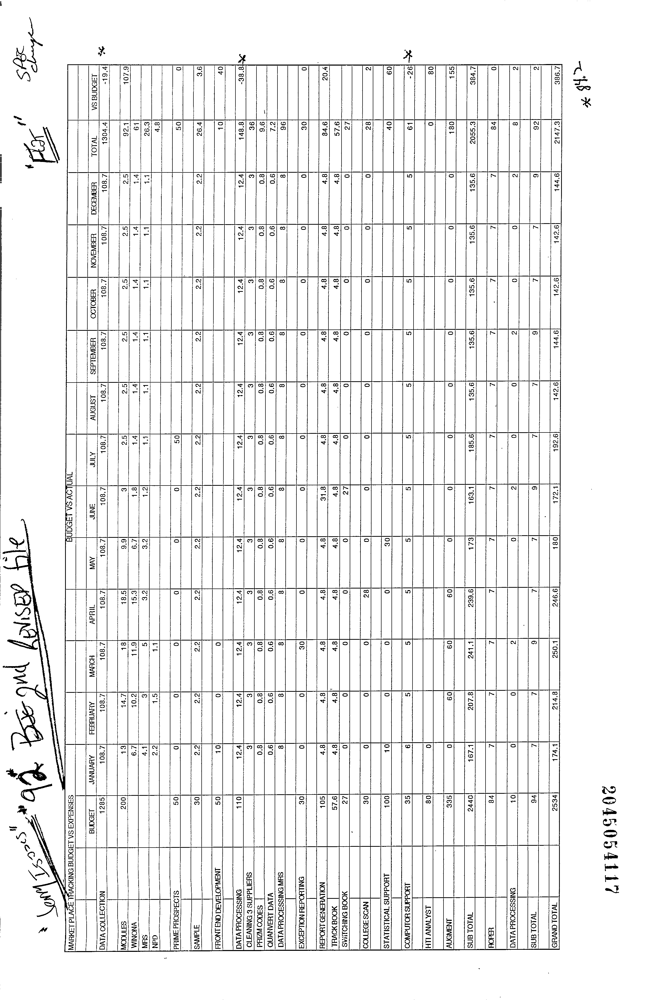 92 Big 2nd REVISED file
SPAC change
MARKET PLACE TRACKING BUDGET VS EXPENSES BUDGET VS ACTUAL
BUDGET JANUARY FEBRUARY MARCH APRIL MAY JUNE JULY AUGUST SEPTEMBER OCTOBER NOVEMBER DECEMBER TOTAL VS BUDGET
DATA COLLECTION 1285 108.7 108.7 108.7 108.7 108.7 108.7 108.7 108.7 108.7 108.7 108.7 108.7 1304.4 -19.4 *
MODULES 200 13 14.7 18 18.5 9.9 3 2.5 2.5 2.5 2.5 2.5 2.5 92.1 107.9
WINONA 6.7 10.2 11.9 15.3 6.7 1.8 1.4 1.4 1.4 1.4 1.4 1.4 61
MRS 4.1 3 5 3.2 3.2 1.2 1.1 1.1 1.1 1.1 1.1 1.1 26.3
NPD 2.2 1.5 1.1 4.8
PRIME PROSPECTS 50 0 0 0 0 0 0 50 50 0
SAMPLE 30 2.2 2.2 2.2 2.2 2.2 2.2 2.2 2.2 2.2 2.2 2.2 2.2 26.4 3.6
FRONT END DEVELOPMENT 50 10 0 0 10 40
DATA PROCESSING 110 12.4 12.4 12.4 12.4 12.4 12.4 12.4 12.4 12.4 12.4 12.4 12.4 148.8 -38.8 *
CLEANING 3 SUPPLIERS 3 3 3 3 3 3 3 3 3 3 3 3 36
PRIZM CODES 0.8 0.8 0.8 0.8 0.8 0.8 0.8 0.8 0.8 0.8 0.8 0.8 9.6
QUANVERT DATA 0.6 0.6 0.6 0.6 0.6 0.6 0.6 0.6 0.6 0.6 0.6 0.6 7.2
DATA PROCESSING MRS 8 8 8 8 8 8 8 8 8 8 8 8 96
EXCEPTION REPORTING 30 0 0 30 0 0 0 0 0 0 0 0 0 30 0
REPORT GENERATION 105 4.8 4.8 4.8 4.8 4.8 31.8 4.8 4.8 4.8 4.8 4.8 4.8 84.6 20.4
TRACK BOOK 57.6 4.8 4.8 4.8 4.8 4.8 4.8 4.8 4.8 4.8 4.8 4.8 4.8 57.6
SWITCHING BOOK 27 0 0 0 0 0 27 0 0 0 0 0 0 27
COLLEGE SCAN 30 0 0 0 28 0 0 0 0 0 0 0 0 28 2
STATISTICAL SUPPORT 100 10 0 0 0 30 40 60
COMPUTOR SUPPORT 35 6 5 5 5 5 5 5 5 5 5 5 5 61 -26 *
HTI ANALYST 80 0 0 80
AUGMENT 335 0 60 60 60 0 0 0 0 0 0 0 0 180 155
SUB TOTAL 2440 167.1 207.8 241.1 239.6 173 163.1 185.6 135.6 135.6 135.6 135.6 135.6 2055.3 384.7
ROPER 84 7 7 7 7 7 7 7 7 7 7 7 7 84 0
DATA PROCESSING 10 0 0 2 0 2 0 0 2 0 0 2 8 2
SUB TOTAL 94 7 7 9 7 7 9 7 7 9 7 7 9 92 2
GRAND TOTAL 2534 174.1 214.8 250.1 246.6 180 172.1 192.6 142.6 144.6 142.6 142.6 144.6 2147.3 386.7
2045054117